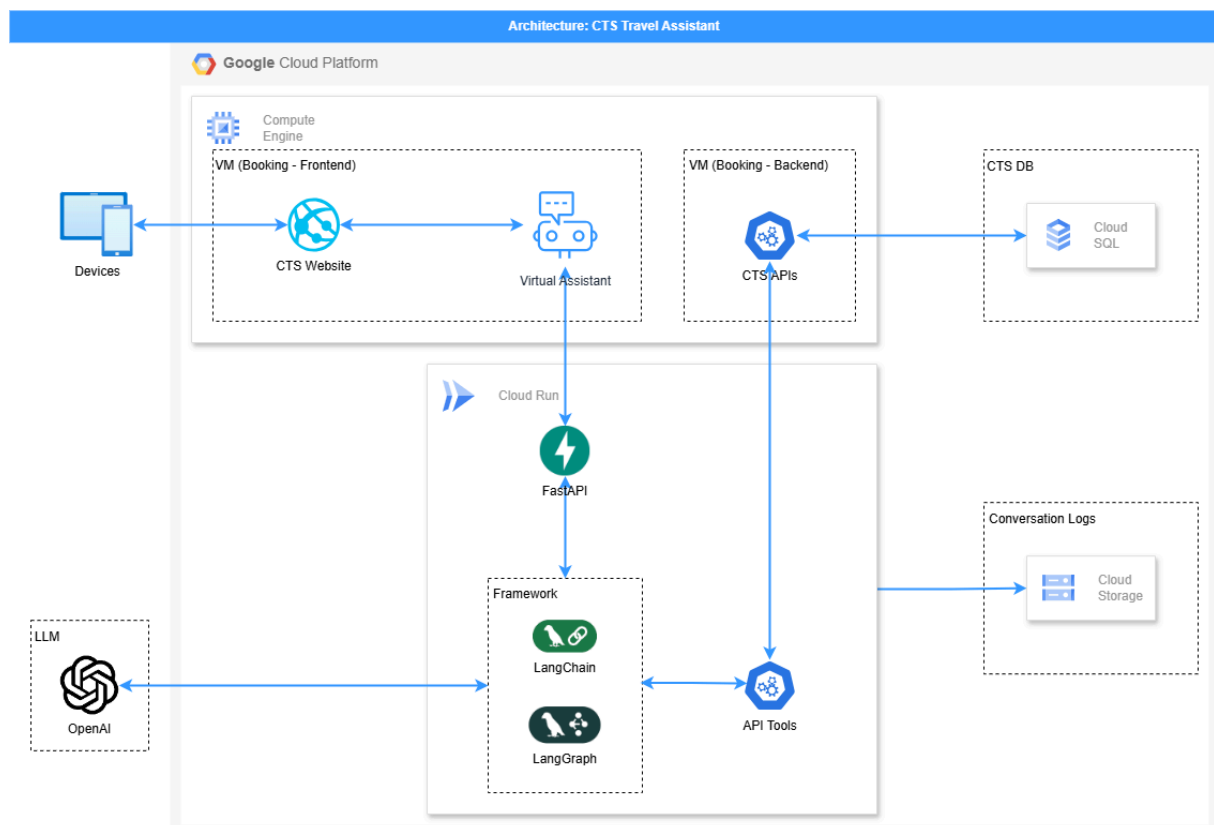 Architecture: CTS Travel Assistant
Google Cloud Platform
Compute
Engine
VM (Booking - Frontend)
VM (Booking - Backend)
CTS DB
Cloud
SQL
Devices
CTS Website
Virtual Assistant
CTS APIs
Cloud Run
FastAPI
Conversation Logs
Cloud
Storage
Framework
LangChain
LLM
OpenAI
API Tools
LangGraph